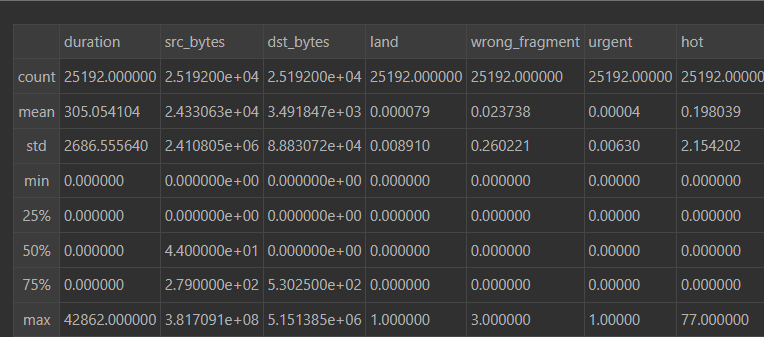 duration src_bytes dst_bytes land wrong_fragment urgent hot
count 25192.000000 2.519200e+04 2.519200e+04 25192.000000 25192.000000 25192.00000 25192.000000
mean 305.054104 2.433063e+04 3.491847e+03 0.000079 0.023738 0.00004 0.198039
std 2686.555640 2.410805e+06 8.883072e+04 0.008910 0.260221 0.00630 2.154202
min 0.000000 0.000000e+00 0.000000e+00 0.000000 0.000000 0.00000 0.000000
25% 0.000000 0.000000e+00 0.000000e+00 0.000000 0.000000 0.00000 0.000000
50% 0.000000 4.400000e+01 0.000000e+00 0.000000 0.000000 0.00000 0.000000
75% 0.000000 2.790000e+02 5.302500e+02 0.000000 0.000000 0.00000 0.000000
max 42862.000000 3.817091e+08 5.151385e+06 1.000000 3.000000 1.00000 77.000000